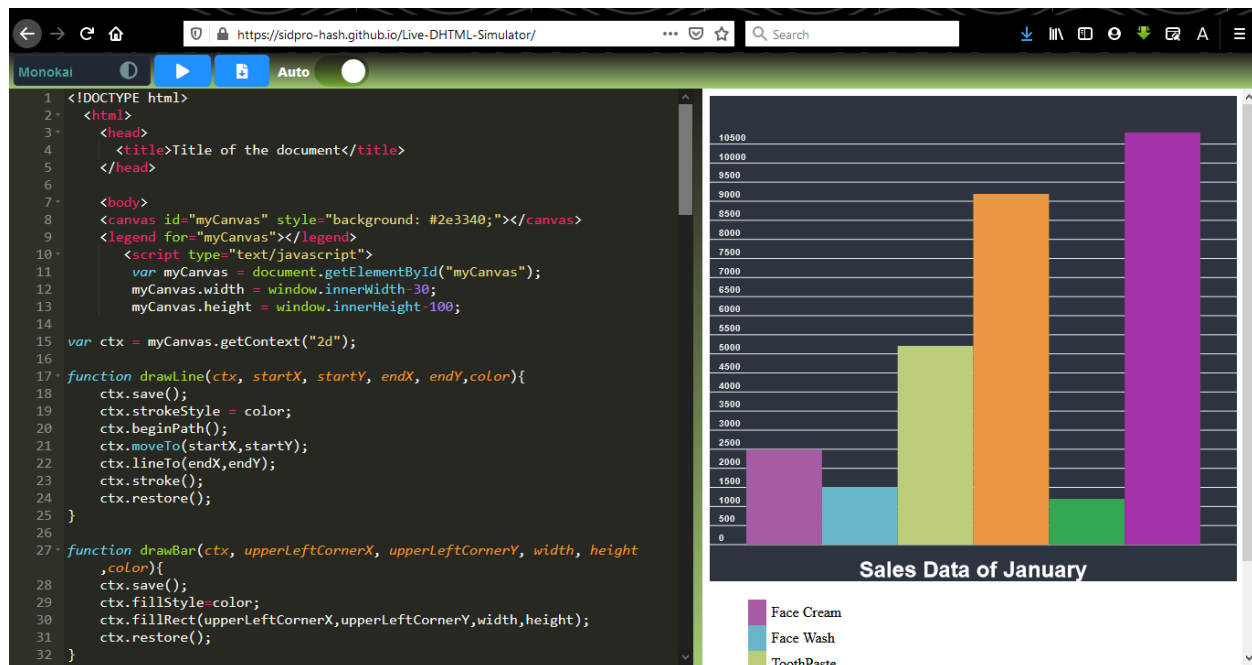 https://sidpro-hash.github.io/Live-DHTML-Simulator/
Search
A
Monokai
Auto
1 <!DOCTYPE html>
2 <html>
3 <head>
4 <title>Title of the document</title>
5 </head>
6
7 <body>
8 <canvas id="myCanvas" style="background: #2e3340;"></canvas>
9 <legend for="myCanvas"></legend>
10 <script type="text/javascript">
11 var myCanvas = document.getElementById("myCanvas");
12 myCanvas.width = window.innerWidth-30;
13 myCanvas.height = window.innerHeight-100;
14
15 var ctx = myCanvas.getContext("2d");
16
17 function drawLine(ctx, startX, startY, endX, endY,color){
18 ctx.save();
19 ctx.strokeStyle = color;
20 ctx.beginPath();
21 ctx.moveTo(startX,startY);
22 ctx.lineTo(endX,endY);
23 ctx.stroke();
24 ctx.restore();
25 }
26
27 function drawBar(ctx, upperLeftCornerX, upperLeftCornerY, width, height
,color){
28 ctx.save();
29 ctx.fillStyle=color;
30 ctx.fillRect(upperLeftCornerX,upperLeftCornerY,width,height);
31 ctx.restore();
32 }
10500
10000
9500
9000
8500
8000
7500
7000
6500
6000
5500
5000
4500
4000
3500
3000
2500
2000
1500
1000
500
0
Sales Data of January
Face Cream
Face Wash
ToothPaste